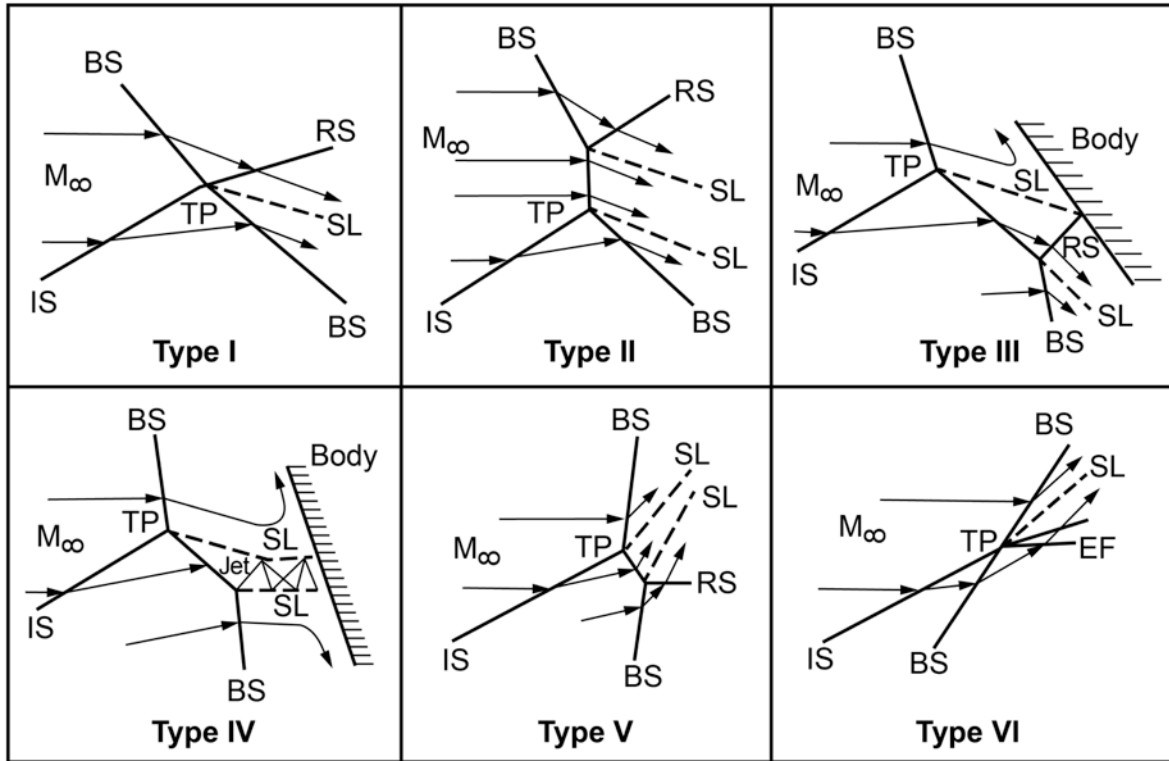 BS
RS
M∞
TP
SL
IS
BS
Type I
BS
RS
M∞
SL
TP
SL
IS
BS
Type II
BS
Body
TP
SL
M∞
RS
IS
SL
BS
Type III
BS
Body
TP
M∞
SL
Jet
SL
IS
BS
Type IV
BS
SL
SL
M∞
TP
RS
IS
BS
Type V
BS
SL
M∞
TP
EF
IS
BS
Type VI